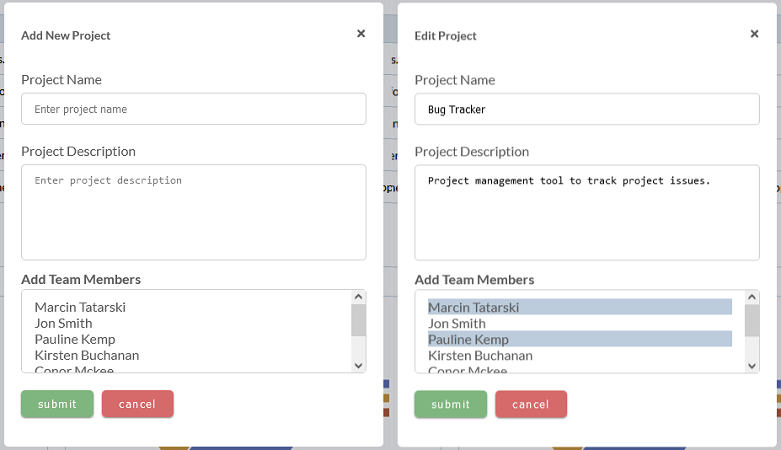 Add New Project
×
Project Name
Enter project name
Project Description
Enter project description
Add Team Members
Marcin Tatarski
Jon Smith
Pauline Kemp
Kirsten Buchanan
Conor Mckee
submit
cancel
Edit Project
×
Project Name
Bug Tracker
Project Description
Project management tool to track project issues.
Add Team Members
Marcin Tatarski
Jon Smith
Pauline Kemp
Kirsten Buchanan
Conor Mckee
submit
cancel